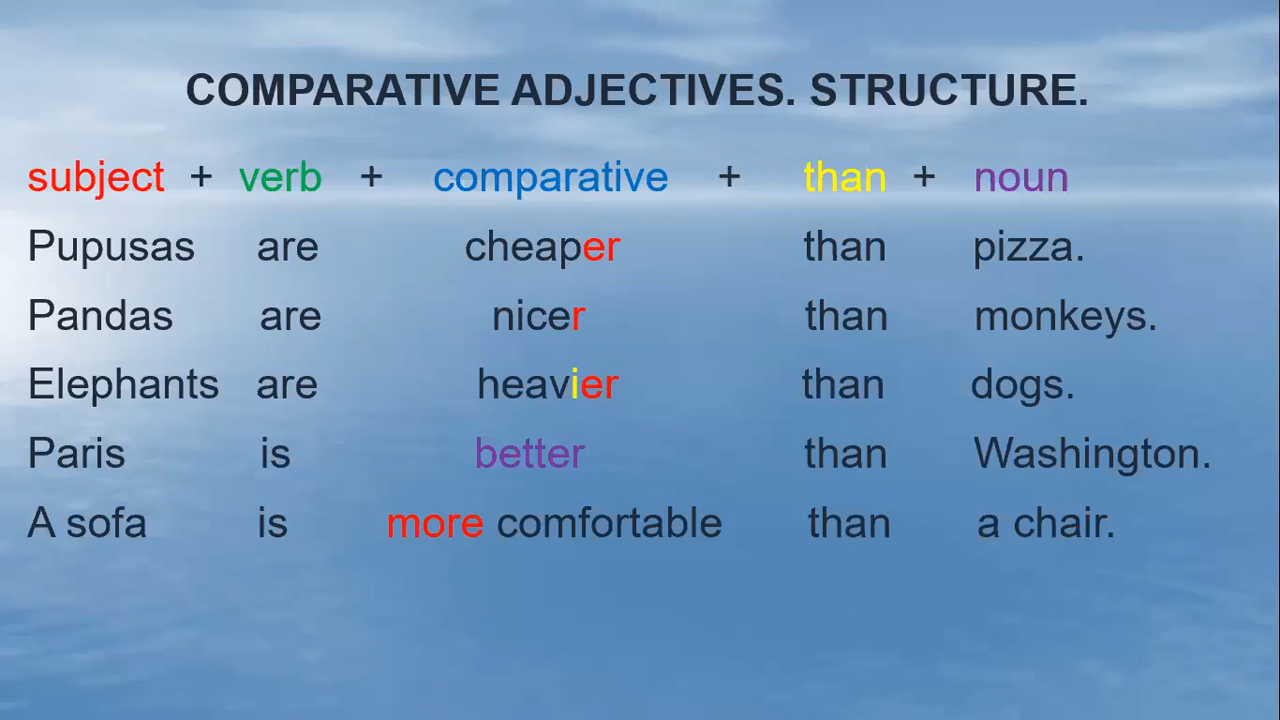 COMPARATIVE ADJECTIVES. STRUCTURE.
subject + verb + comparative + than + noun
Pupusas are cheaper than pizza.
Pandas are nicer than monkeys.
Elephants are heavier than dogs.
Paris is better than Washington.
A sofa is more comfortable than a chair.